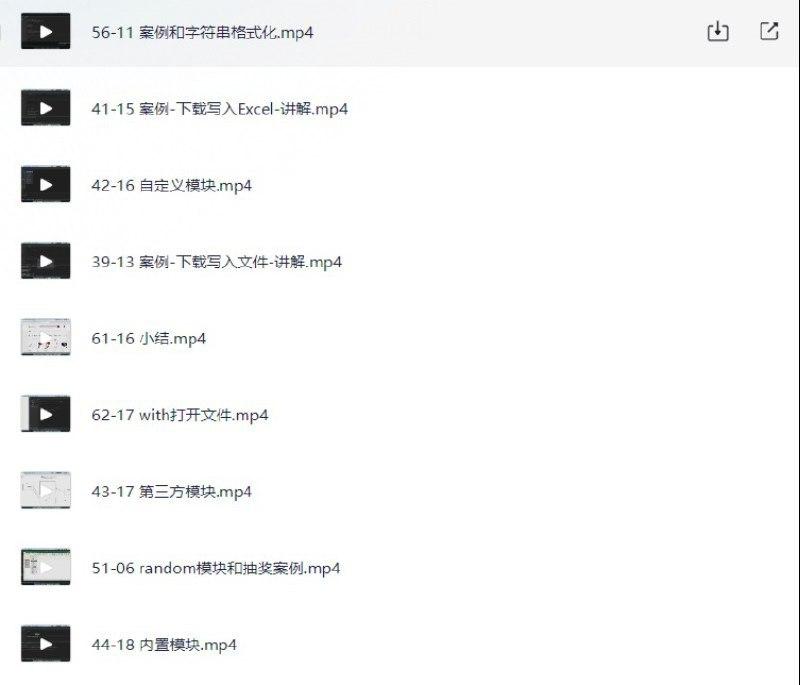 56-11 案例和字符串格式化.mp4
41-15 案例-下载写入Excel-讲解.mp4
42-16 自定义模块.mp4
39-13 案例-下载写入文件-讲解.mp4
61-16 小结.mp4
62-17 with打开文件.mp4
43-17 第三方模块.mp4
51-06 random模块和抽奖案例.mp4
44-18 内置模块.mp4